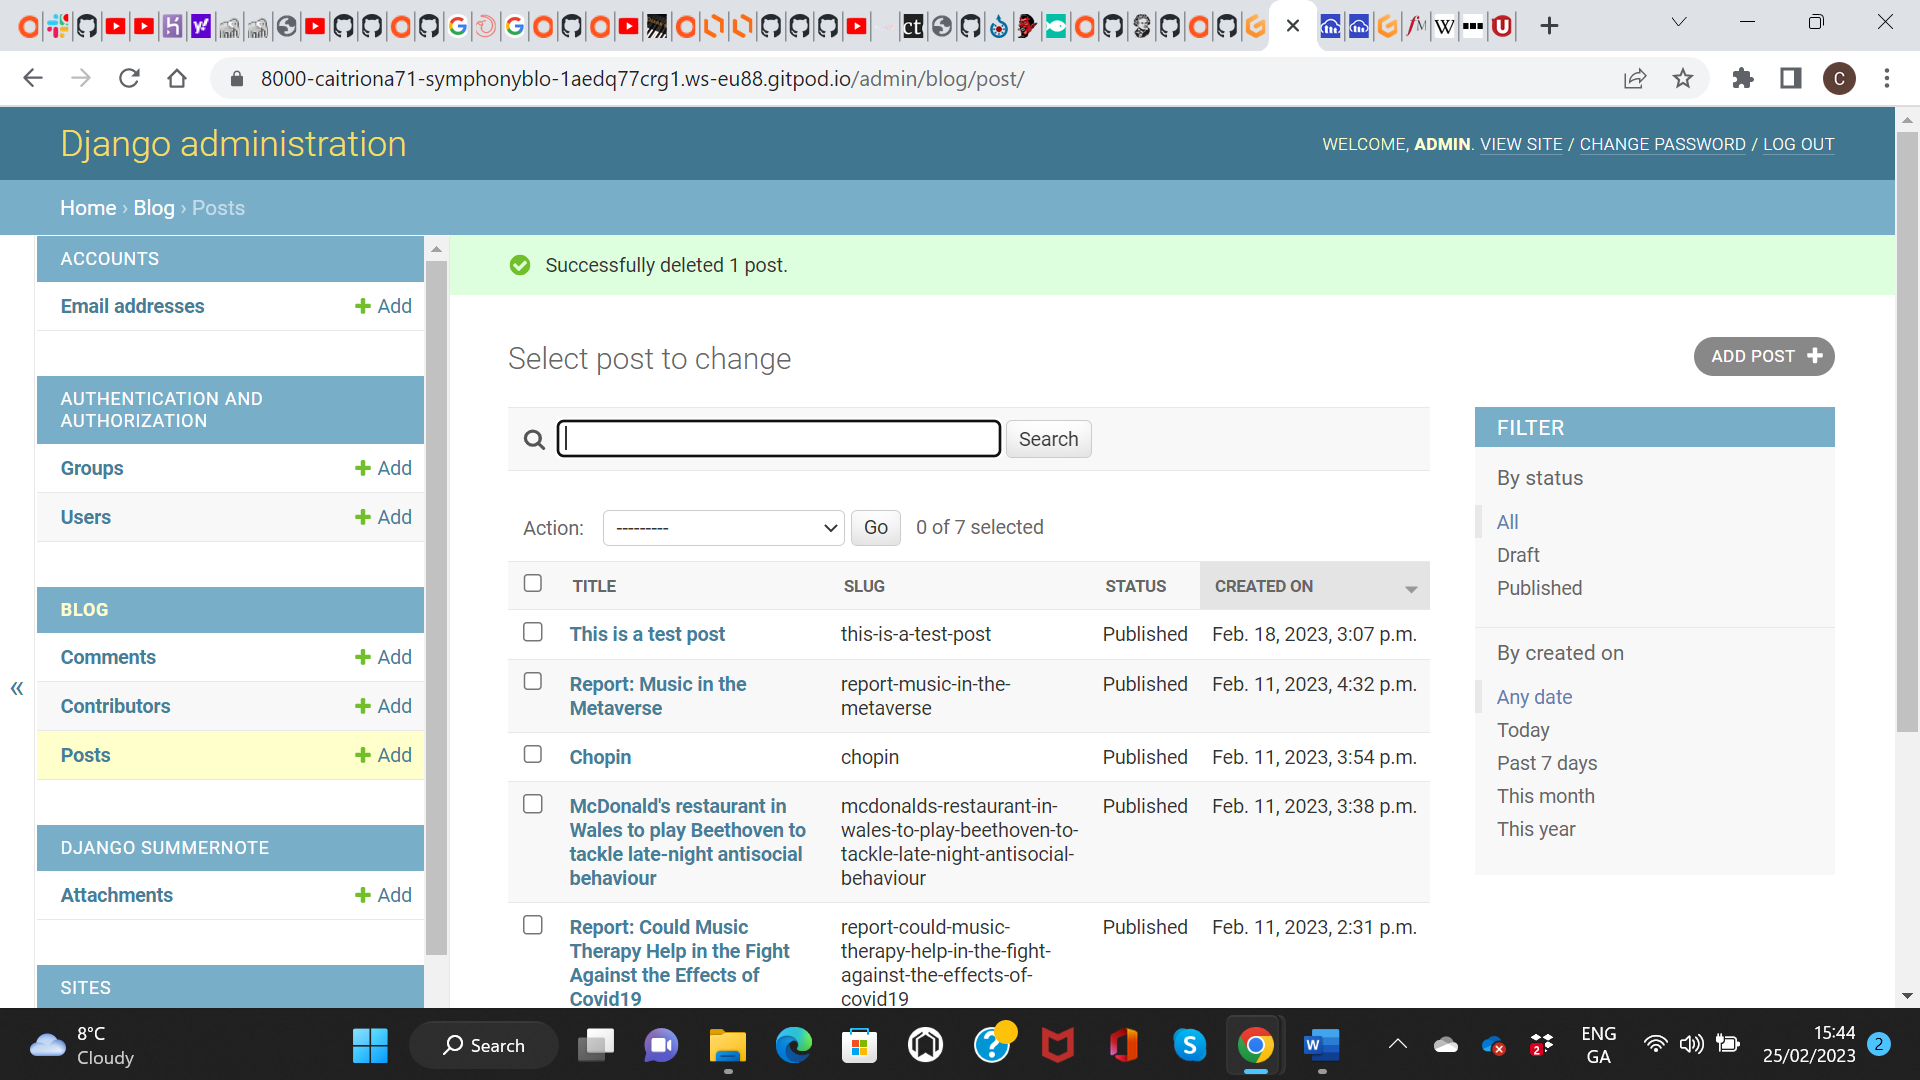 8000-caitriona71-symphonyblo-1aedq77crg1.ws-eu88.gitpod.io/admin/blog/post/
C
Django administration
WELCOME, ADMIN. VIEW SITE / CHANGE PASSWORD / LOG OUT
Home › Blog › Posts
ACCOUNTS
Email addresses
Add
AUTHENTICATION AND
AUTHORIZATION
Groups
Add
Users
Add
BLOG
Comments
Add
Contributors
Add
Posts
Add
DJANGO SUMMERNOTE
Attachments
Add
SITES
«
Successfully deleted 1 post.
Select post to change
ADD POST
Search
Action:
---------
Go
0 of 7 selected
TITLE SLUG STATUS CREATED ON
This is a test post this-is-a-test-post Published Feb. 18, 2023, 3:07 p.m.
Report: Music in the report-music-in-the- Published Feb. 11, 2023, 4:32 p.m.
Metaverse metaverse
Chopin chopin Published Feb. 11, 2023, 3:54 p.m.
McDonald's restaurant in mcdonalds-restaurant-in- Published Feb. 11, 2023, 3:38 p.m.
Wales to play Beethoven to wales-to-play-beethoven-to-
tackle late-night antisocial tackle-late-night-antisocial-
behaviour behaviour
Report: Could Music report-could-music- Published Feb. 11, 2023, 2:31 p.m.
Therapy Help in the Fight therapy-help-in-the-fight-
Against the Effects of against-the-effects-of-
Covid19 covid19
FILTER
By status
All
Draft
Published
By created on
Any date
Today
Past 7 days
This month
This year
8°C
Cloudy
Search
ENG
GA
15:44
25/02/2023
2